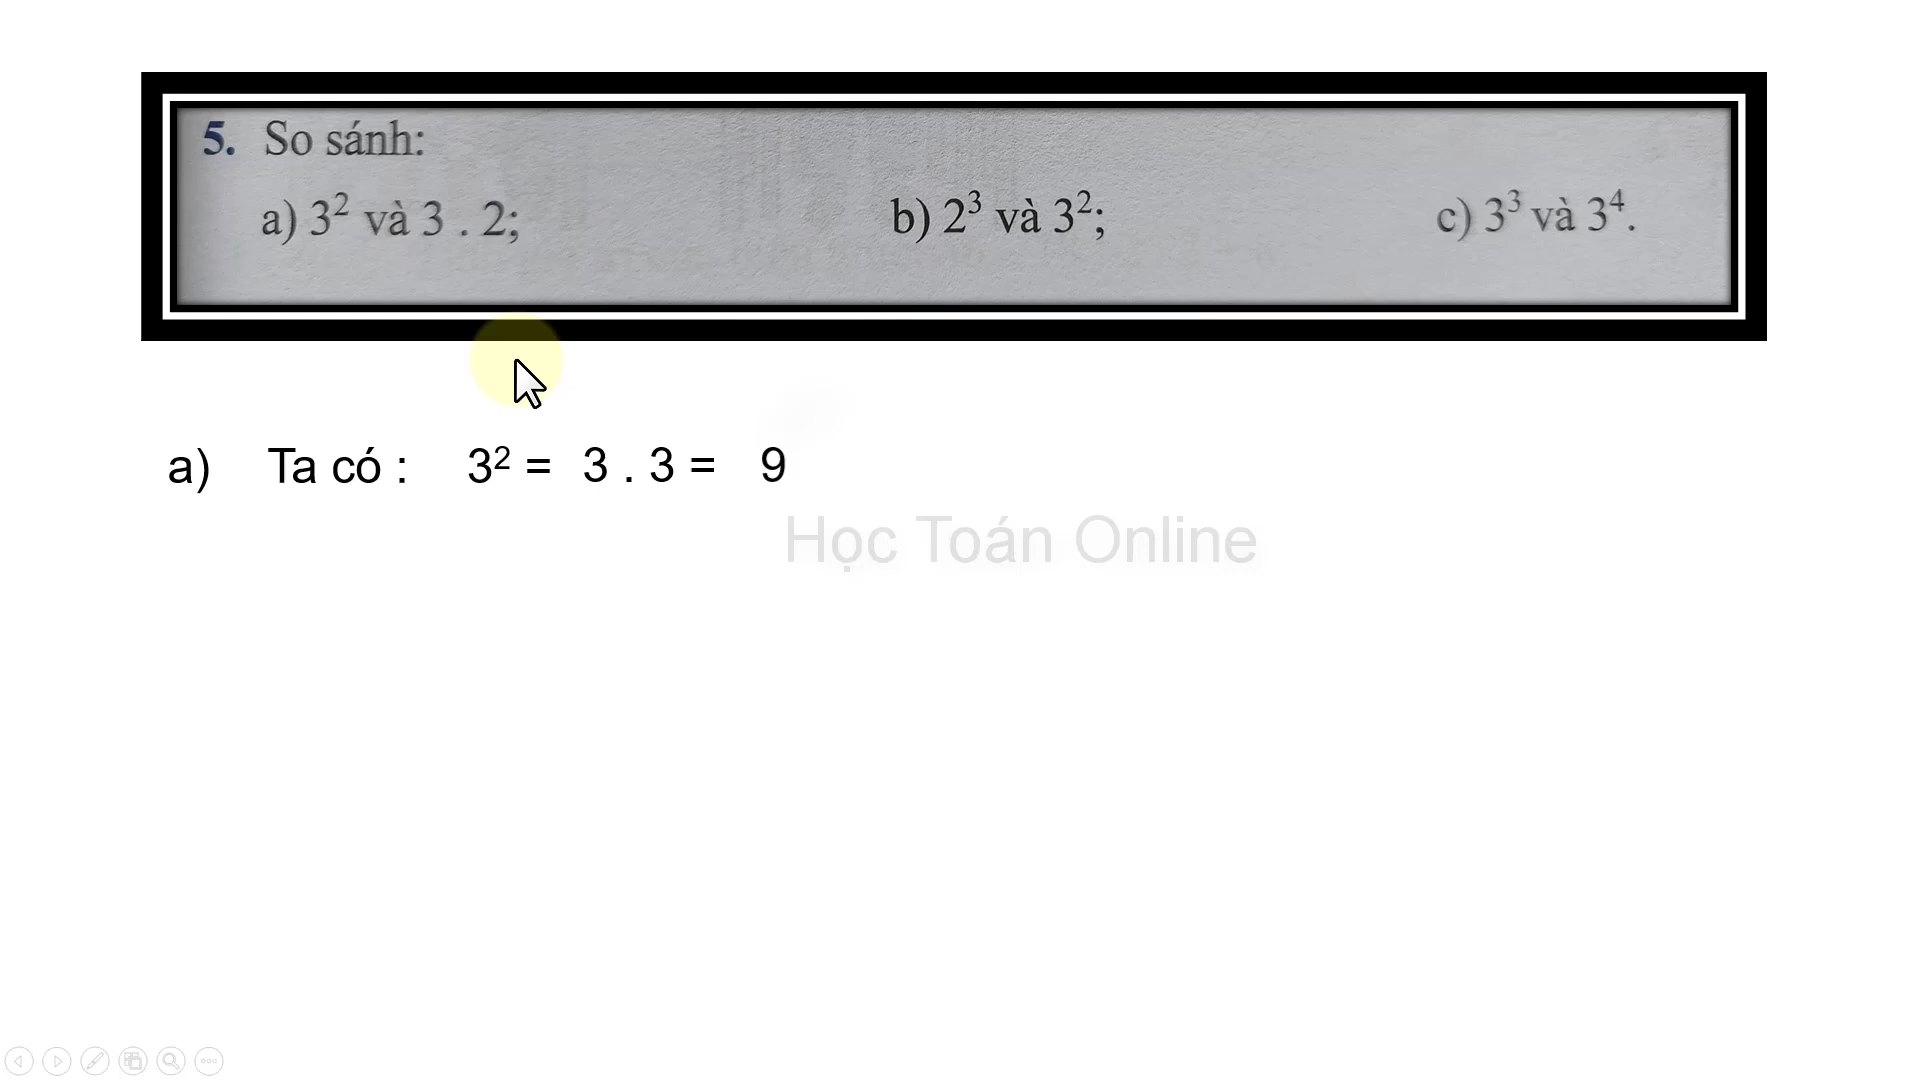 5. So sánh:
a) 3² và 3 . 2; b) 2³ và 3²; c) 3³ và 3⁴.
a) Ta có : 3² = 3 . 3 = 9
Học Toán Online